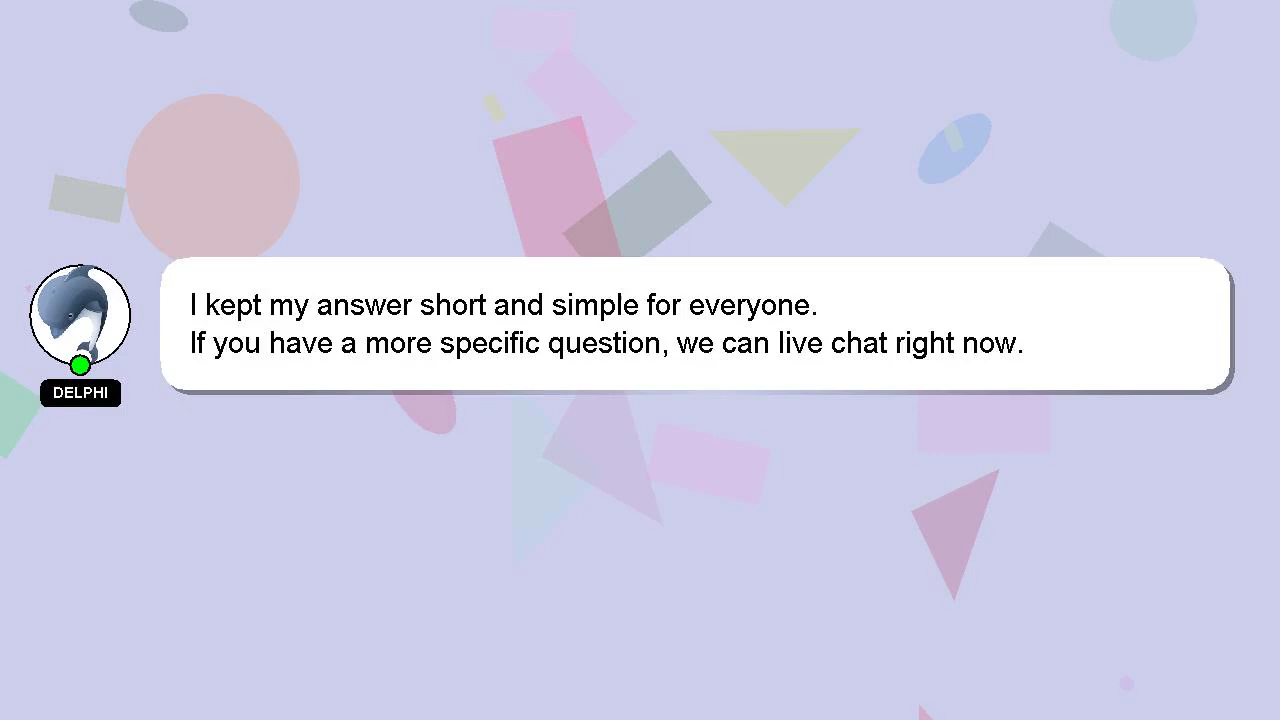 I kept my answer short and simple for everyone.
If you have a more specific question, we can live chat right now.
DELPHI